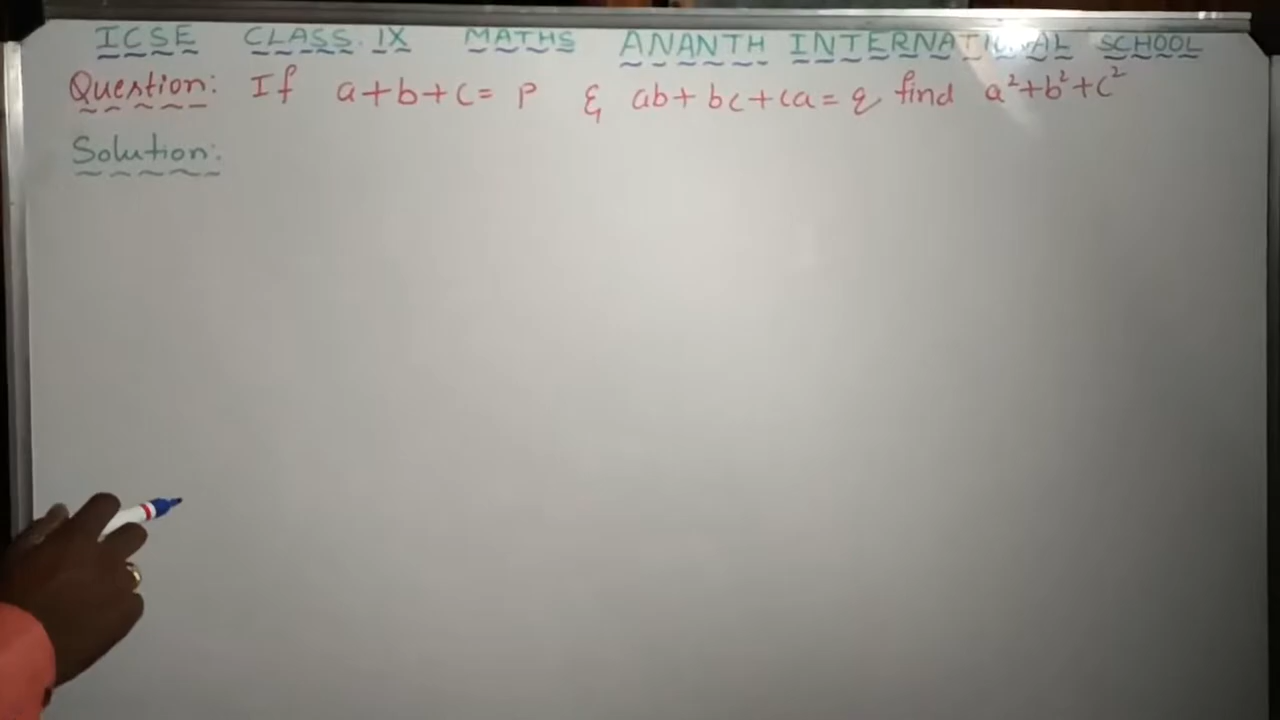 ICSE CLASS. IX MATHS ANANTH INTERNATIONAL SCHOOL
Question: If a+b+c= p & ab+bc+ca= q find a²+b²+c²
Solution: